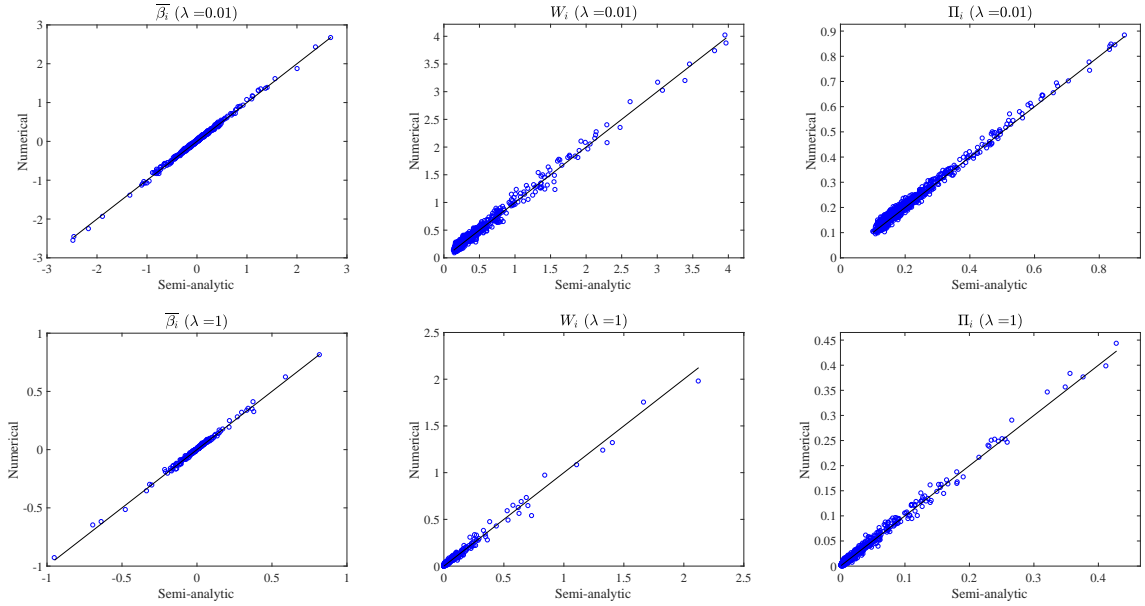 $\overline{\beta_i}$ (λ =0.01)
3
2
1
0
-1
-2
-3
Numerical
-3 -2 -1 0 1 2 3
Semi-analytic
$W_i$ (λ =0.01)
4
3.5
3
2.5
2
1.5
1
0.5
0
Numerical
0 0.5 1 1.5 2 2.5 3 3.5 4
Semi-analytic
$\Pi_i$ (λ =0.01)
0.9
0.8
0.7
0.6
0.5
0.4
0.3
0.2
0.1
0
Numerical
0 0.2 0.4 0.6 0.8
Semi-analytic
$\overline{\beta_i}$ (λ =1)
1
0.5
0
-0.5
-1
Numerical
-1 -0.5 0 0.5 1
Semi-analytic
$W_i$ (λ =1)
2.5
2
1.5
1
0.5
0
Numerical
0 0.5 1 1.5 2 2.5
Semi-analytic
$\Pi_i$ (λ =1)
0.45
0.4
0.35
0.3
0.25
0.2
0.15
0.1
0.05
0
Numerical
0 0.1 0.2 0.3 0.4
Semi-analytic